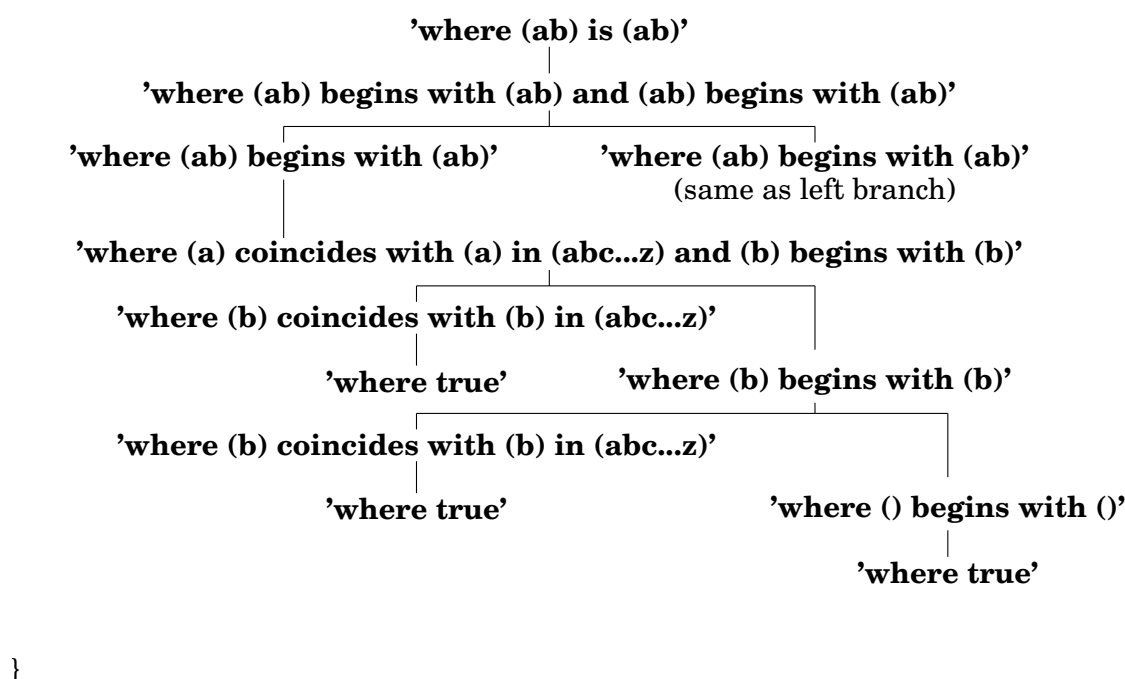 ’where (ab) is (ab)’
’where (ab) begins with (ab) and (ab) begins with (ab)’
’where (ab) begins with (ab)’ ’where (ab) begins with (ab)’
(same as left branch)
’where (a) coincides with (a) in (abc...z) and (b) begins with (b)’
’where (b) coincides with (b) in (abc...z)’
’where true’ ’where (b) begins with (b)’
’where (b) coincides with (b) in (abc...z)’
’where true’ ’where () begins with ()’
’where true’
}